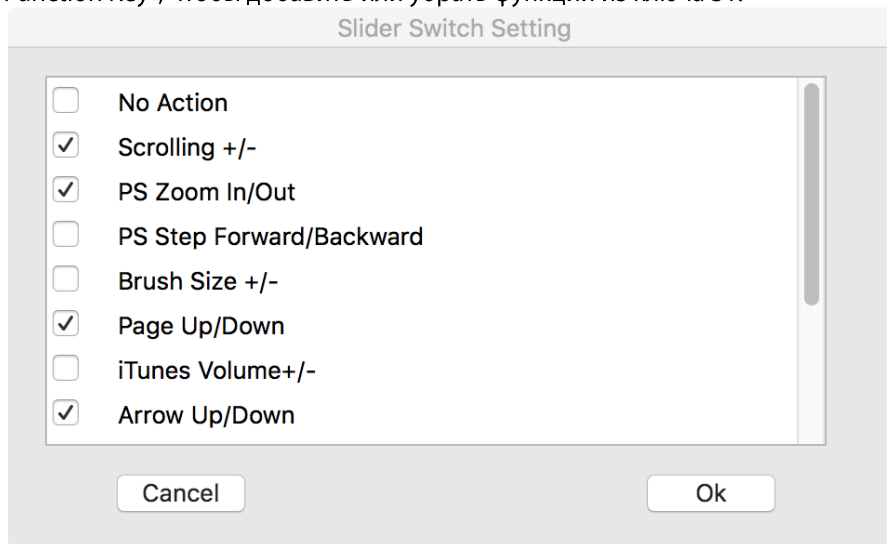 Slider Switch Setting
No Action
Scrolling +/-
PS Zoom In/Out
PS Step Forward/Backward
Brush Size +/-
Page Up/Down
iTunes Volume+/-
Arrow Up/Down
Cancel
Ok